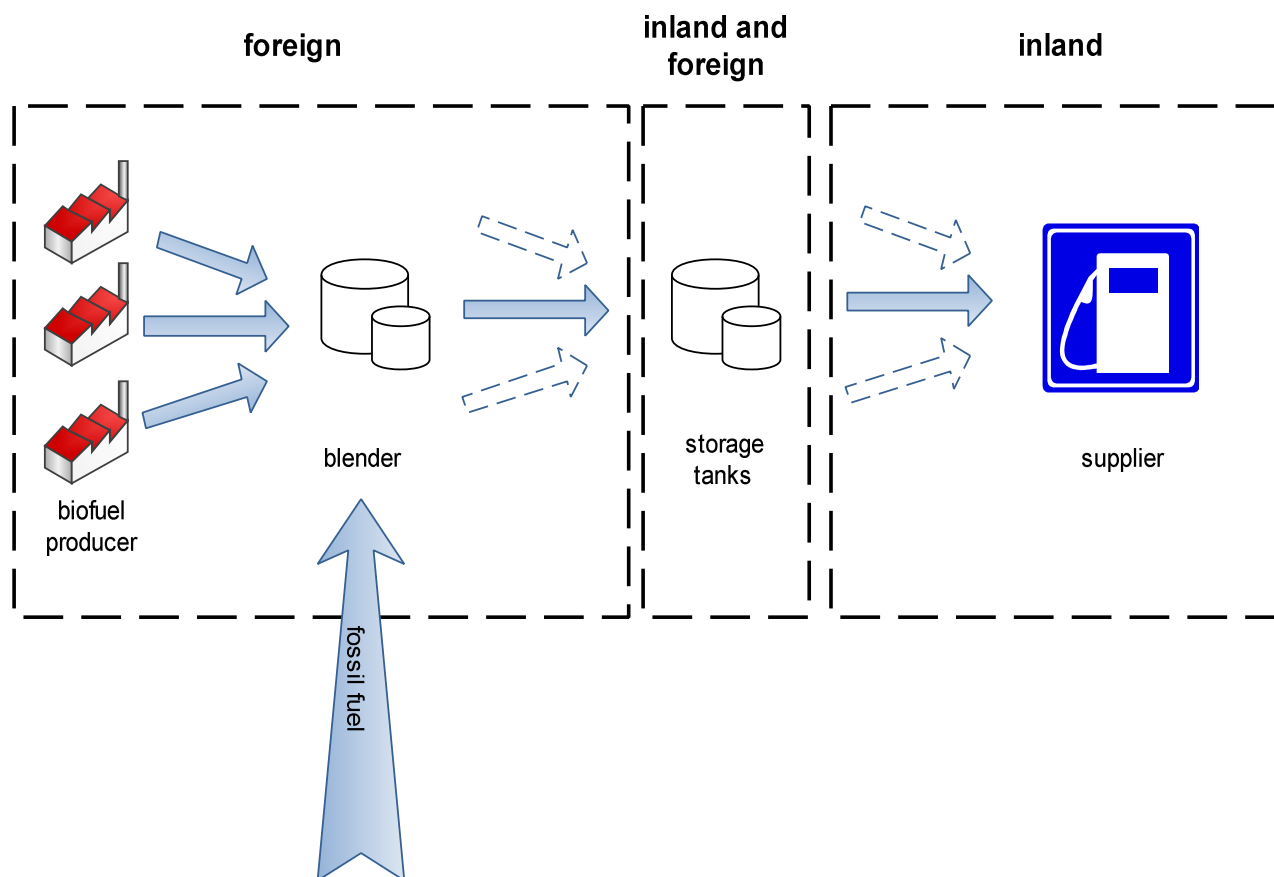 foreign
inland and
foreign
inland
blender
storage
tanks
supplier
biofuel
producer
fossil fuel